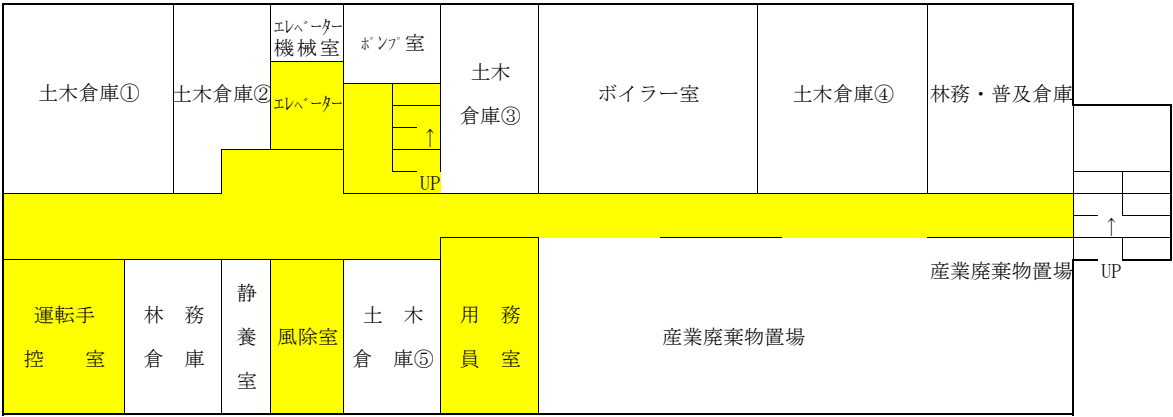 土木倉庫①
土木倉庫②
ｴﾚﾍﾞｰﾀｰ
機械室
ｴﾚﾍﾞｰﾀｰ
ﾎﾟﾝﾌﾟ室
↑
UP
土木
倉庫③
ボイラー室
土木倉庫④
林務・普及倉庫
↑
UP
運転手
控　室
林　務
倉　庫
静
養
室
風除室
土　木
倉　庫⑤
用　務
員　室
産業廃棄物置場
産業廃棄物置場